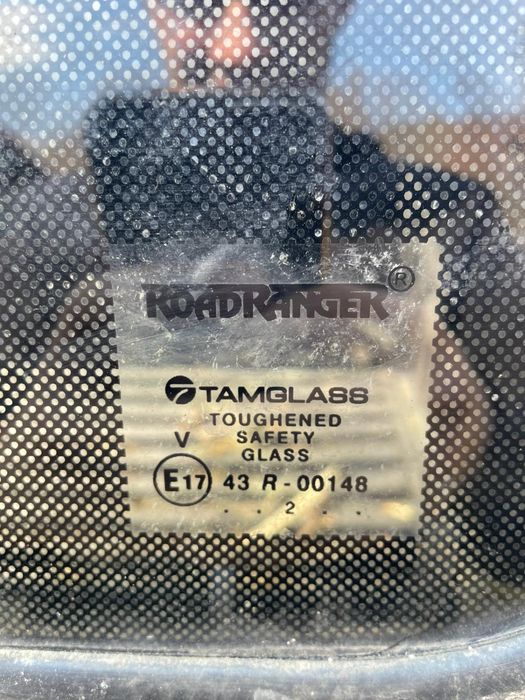 ROADRANGER®
TAMGLASS
TOUGHENED
V SAFETY
GLASS
E17 43 R-00148
. . 2 . .